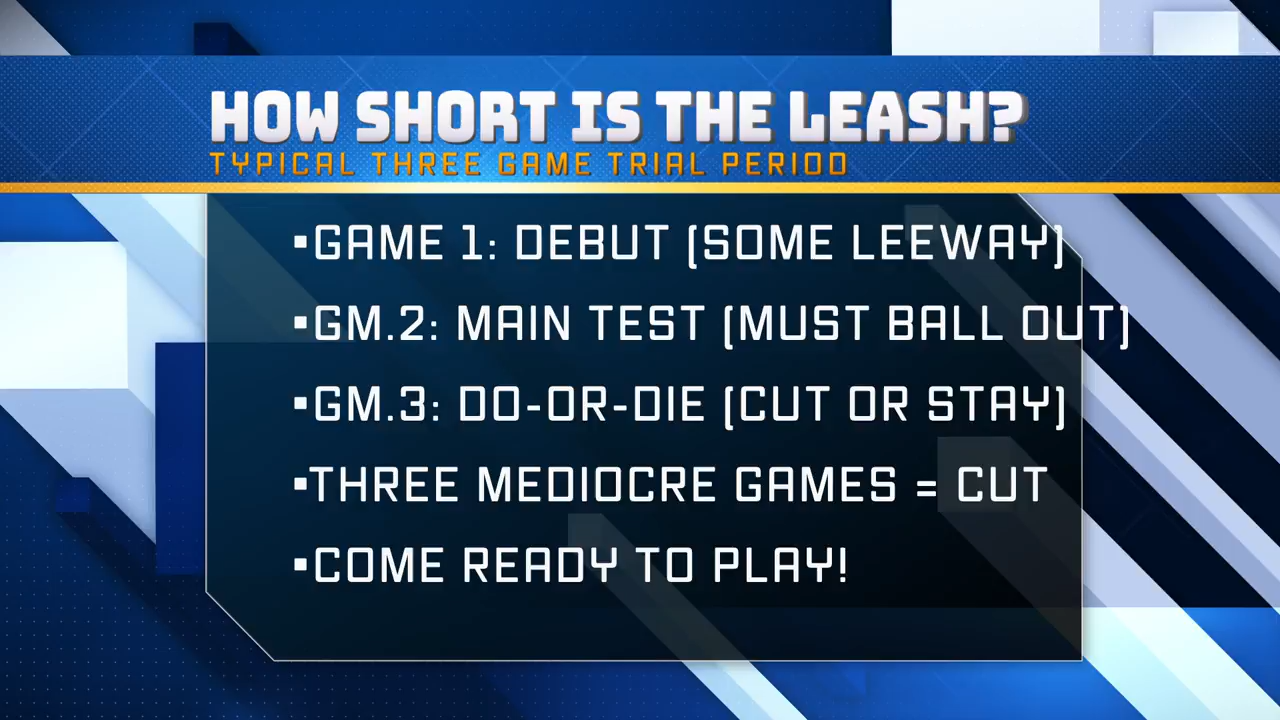 HOW SHORT IS THE LEASH?
TYPICAL THREE GAME TRIAL PERIOD
▪GAME 1: DEBUT (SOME LEEWAY)
▪GM.2: MAIN TEST (MUST BALL OUT)
▪GM.3: DO-OR-DIE (CUT OR STAY)
▪THREE MEDIOCRE GAMES = CUT
▪COME READY TO PLAY!